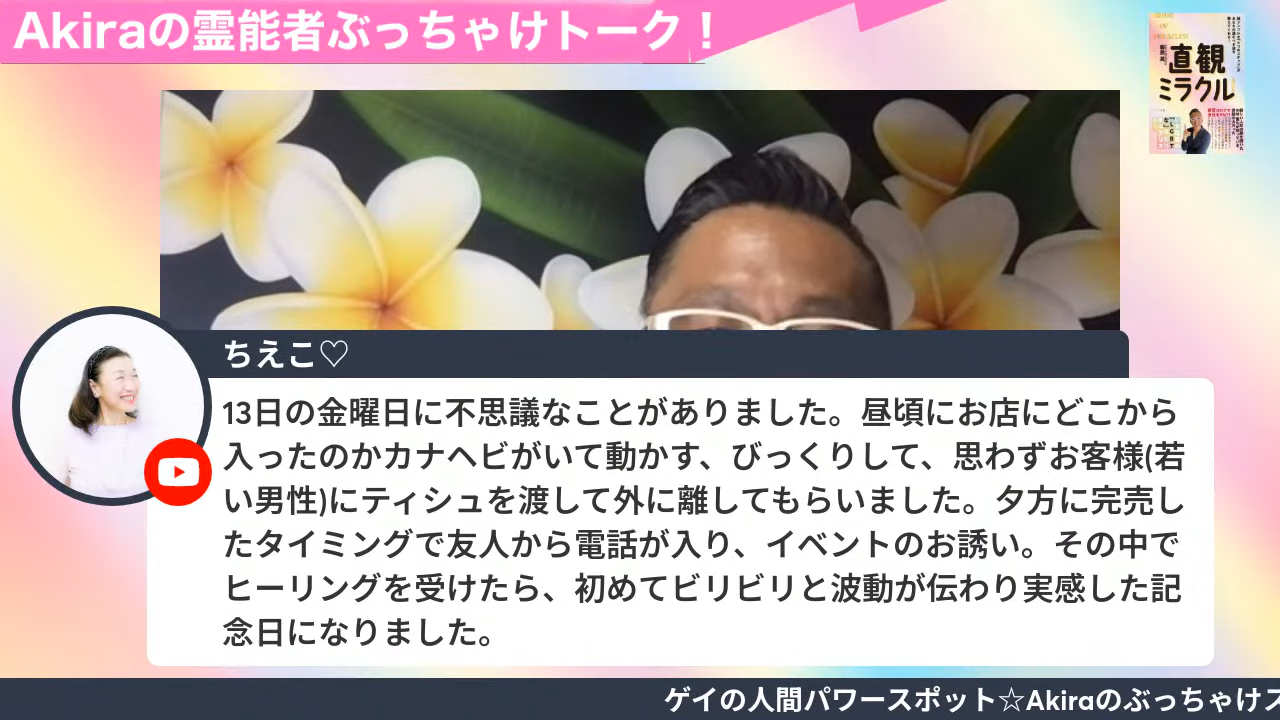 Akiraの霊能者ぶっちゃけトーク！
直観
ミラクル
ちえこ♡
13日の金曜日に不思議なことがありました。昼頃にお店にどこから
入ったのかカナヘビがいて動かす、びっくりして、思わずお客様(若
い男性)にティシュを渡して外に離してもらいました。夕方に完売し
たタイミングで友人から電話が入り、イベントのお誘い。その中で
ヒーリングを受けたら、初めてビリビリと波動が伝わり実感した記
念日になりました。
ゲイの人間パワースポット☆Akiraのぶっちゃけス